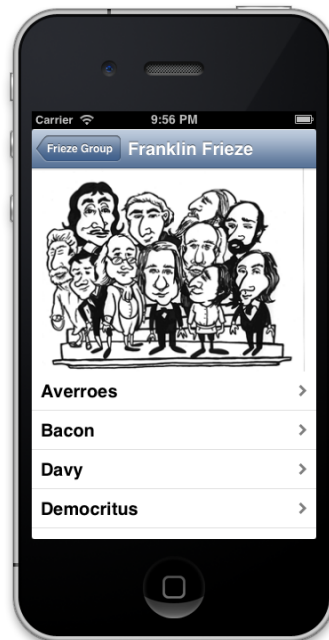 Carrier 9:56 PM
Frieze Group Franklin Frieze
Averroes
Bacon
Davy
Democritus